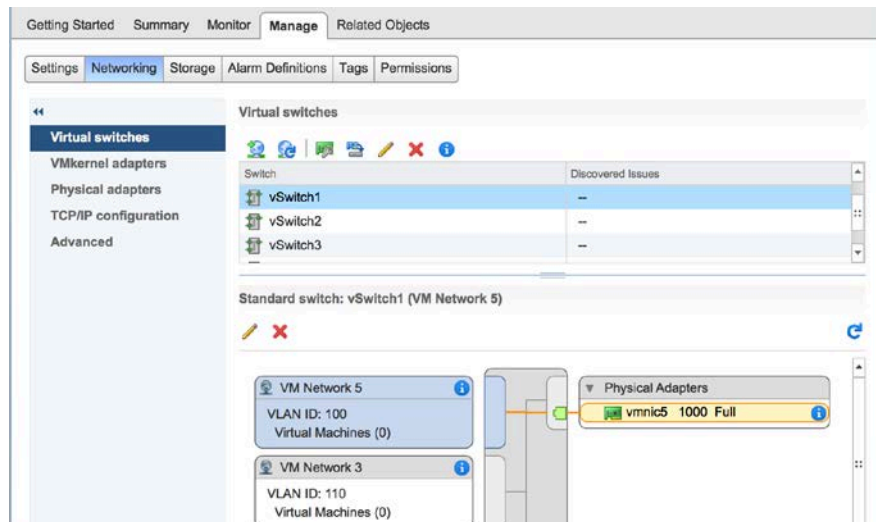 Getting Started Summary Monitor Manage Related Objects
Settings Networking Storage Alarm Definitions Tags Permissions
Virtual switches
VMkernel adapters
Physical adapters
TCP/IP configuration
Advanced
Virtual switches
Switch Discovered Issues
vSwitch1 --
vSwitch2 --
vSwitch3 --
Standard switch: vSwitch1 (VM Network 5)
VM Network 5
VLAN ID: 100
Virtual Machines (0)
VM Network 3
VLAN ID: 110
Virtual Machines (0)
Physical Adapters
vmnic5 1000 Full